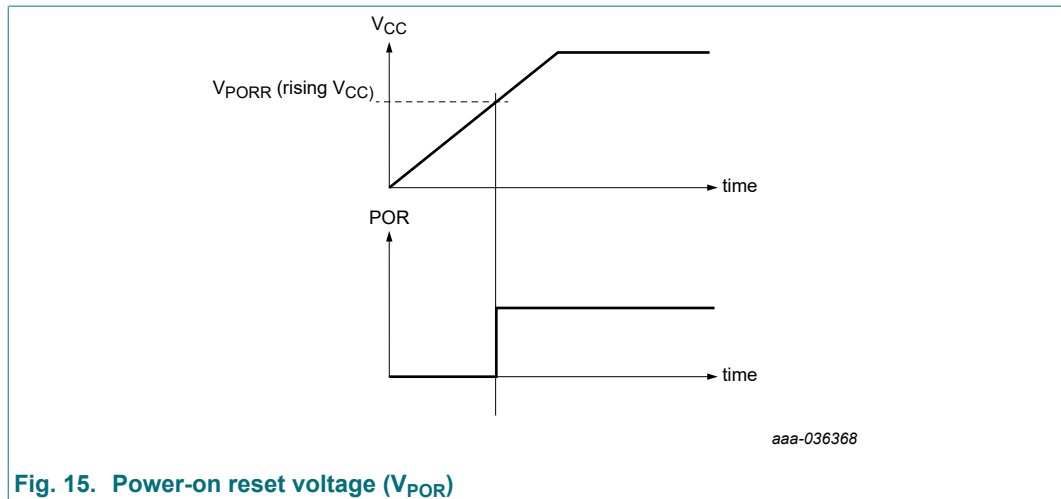 VCC
VPORR (rising VCC)
time
POR
time
aaa-036368
Fig. 15. Power-on reset voltage (VPOR)